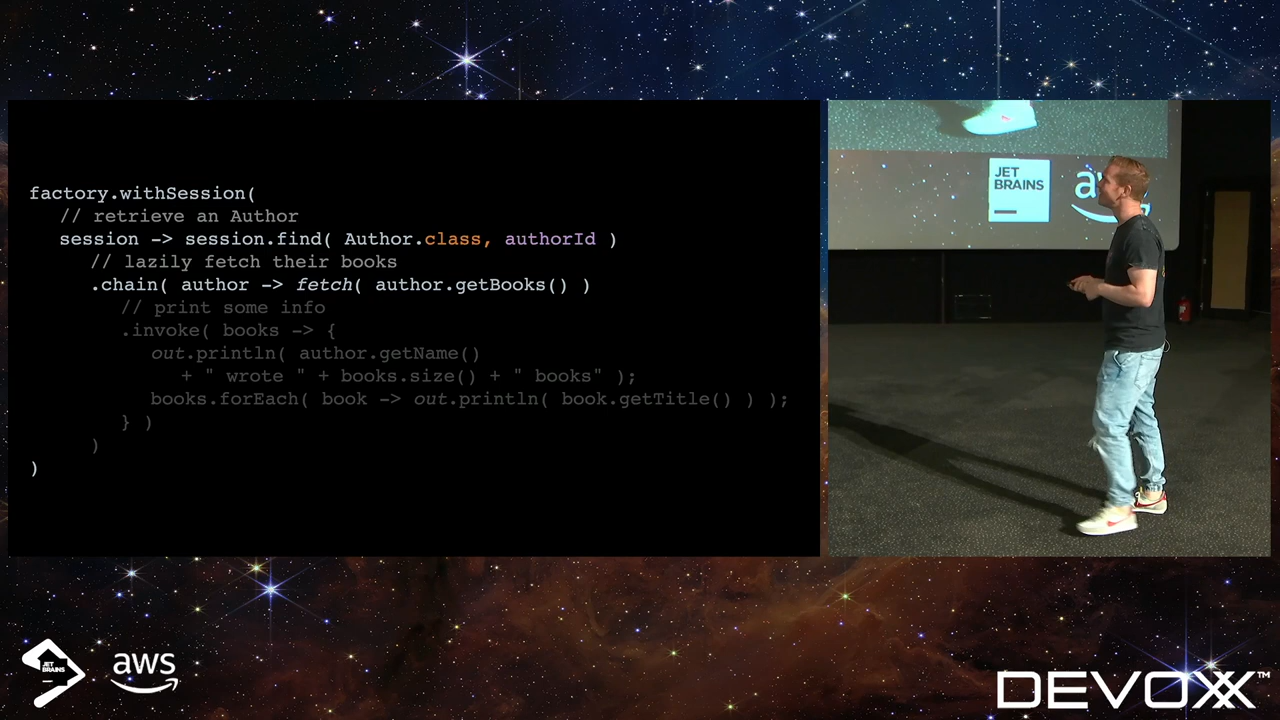 factory.withSession(
// retrieve an Author
session -> session.find( Author.class, authorId )
// lazily fetch their books
.chain( author -> fetch( author.getBooks() )
// print some info
.invoke( books -> {
out.println( author.getName()
+ " wrote " + books.size() + " books" );
books.forEach( book -> out.println( book.getTitle() ) );
} )
)
)
JET
BRAINS
aws
JET
BRAINS
aws
DEVOXX™